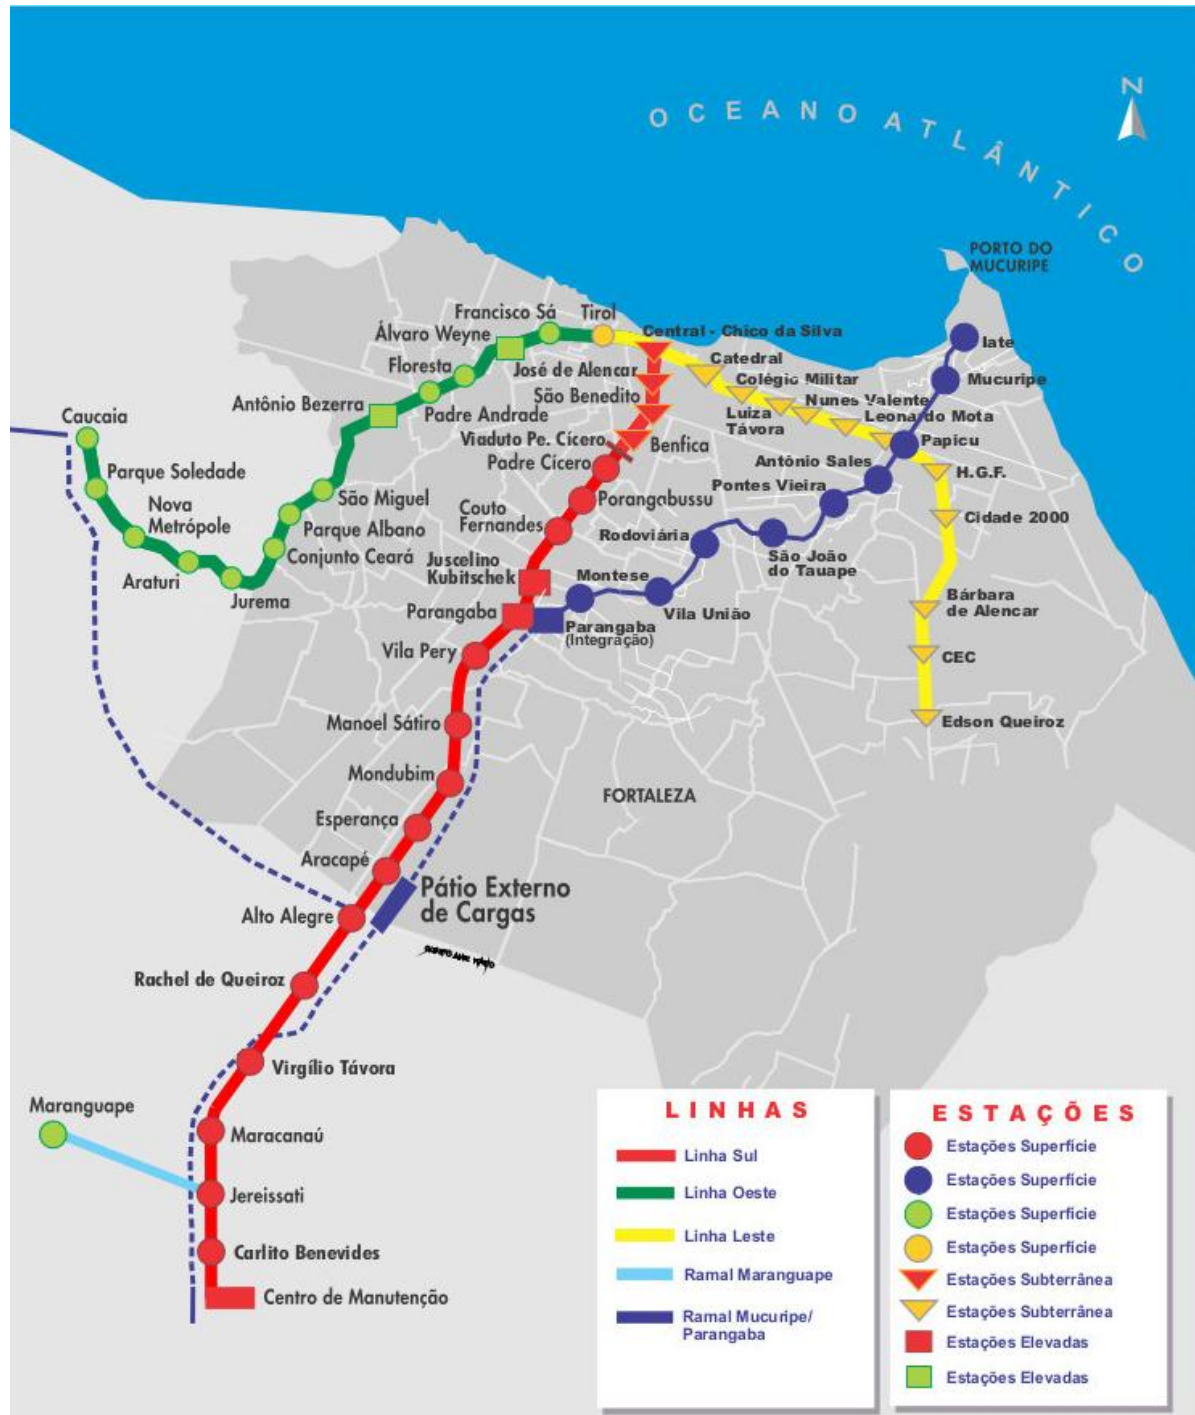 N
OCEANO ATLÂNTICO
PORTO DO
MUCURIPE
Francisco Sá
Tirol
Álvaro Weyne
Central - Chico da Silva
Iate
Floresta
José de Alencar
Catedral
Colégio Militar
Mucuripe
Antônio Bezerra
Padre Andrade
São Benedito
Luiza
Távora
Nunes Valente
Leonardo Mota
Caucaia
Viaduto Pe. Cícero
Benfica
Papicu
Parque Soledade
Padre Cícero
Antônio Sales
H.G.F.
Nova
Metrópole
São Miguel
Porangabussu
Pontes Vieira
Couto
Fernandes
Cidade 2000
Parque Albano
Rodoviária
Conjunto Ceará
Juscelino
Kubitschek
São João
do Tauape
Araturi
Jurema
Montese
Bárbara
de Alencar
Parangaba
Vila União
Parangaba
(Integração)
Vila Pery
CEC
Manoel Sátiro
Edson Queiroz
Mondubim
FORTALEZA
Esperança
Aracapé
Pátio Externo
de Cargas
Alto Alegre
Rachel de Queiroz
Virgílio Távora
Maranguape
Maracanaú
Jereissati
Carlito Benevides
Centro de Manutenção
LINHAS
Linha Sul
Linha Oeste
Linha Leste
Ramal Maranguape
Ramal Mucuripe/
Parangaba
ESTAÇÕES
Estações Superfície
Estações Superfície
Estações Superfície
Estações Superfície
Estações Subterrânea
Estações Subterrânea
Estações Elevadas
Estações Elevadas